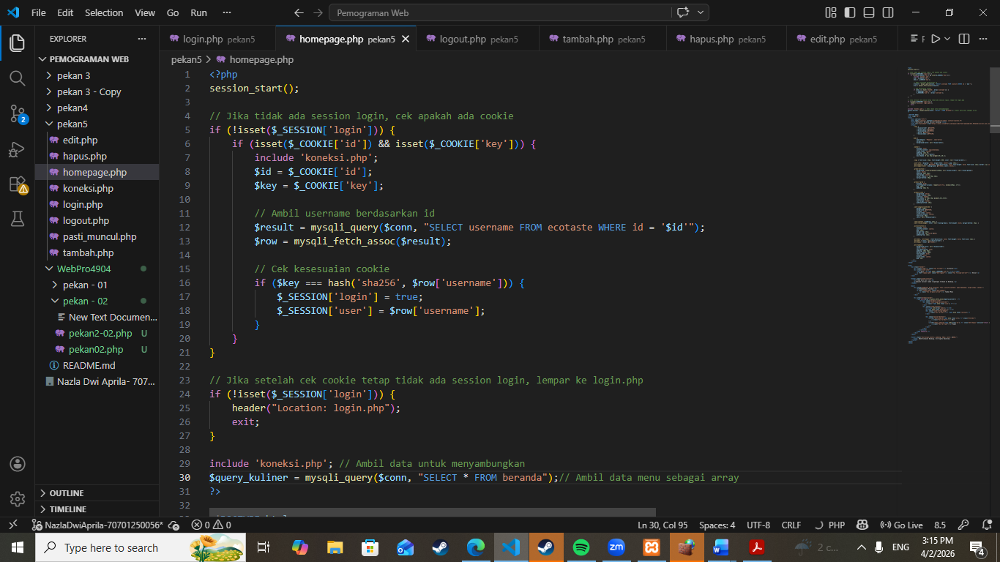 File Edit Selection View Go Run ···
Pemograman Web
EXPLORER ···
PEMOGRAMAN WEB
pekan 3
pekan 3 - Copy
pekan4
pekan5
edit.php
hapus.php
homepage.php
koneksi.php
login.php
logout.php
pasti_muncul.php
tambah.php
WebPro4904
pekan - 01
pekan - 02
New Text Documen...
pekan2-02.php U
pekan02.php U
README.md
Nazla Dwi Aprila- 707...
OUTLINE
TIMELINE
2
login.php pekan5 homepage.php pekan5 logout.php pekan5 tambah.php pekan5 hapus.php pekan5 edit.php pekan5
pekan5 > homepage.php
1 <?php
2 session_start();
3
4 // Jika tidak ada session login, cek apakah ada cookie
5 if (!isset($_SESSION['login'])) {
6 if (isset($_COOKIE['id']) && isset($_COOKIE['key'])) {
7 include 'koneksi.php';
8 $id = $_COOKIE['id'];
9 $key = $_COOKIE['key'];
10
11 // Ambil username berdasarkan id
12 $result = mysqli_query($conn, "SELECT username FROM ecotaste WHERE id = '$id'");
13 $row = mysqli_fetch_assoc($result);
14
15 // Cek kesesuaian cookie
16 if ($key === hash('sha256', $row['username'])) {
17 $_SESSION['login'] = true;
18 $_SESSION['user'] = $row['username'];
19 }
20 }
21 }
22
23 // Jika setelah cek cookie tetap tidak ada session login, lempar ke login.php
24 if (!isset($_SESSION['login'])) {
25 header("Location: login.php");
26 exit;
27 }
28
29 include 'koneksi.php'; // Ambil data untuk menyambungkan
30 $query_kuliner = mysqli_query($conn, "SELECT * FROM beranda");// Ambil data menu sebagai array
31 ?>
32
NazlaDwiAprila-70701250056* 0 0 Ln 30, Col 95 Spaces: 4 UTF-8 CRLF PHP Go Live 8.5
Type here to search
zm
W
2 c...
ENG
3:15 PM
4/2/2026
4